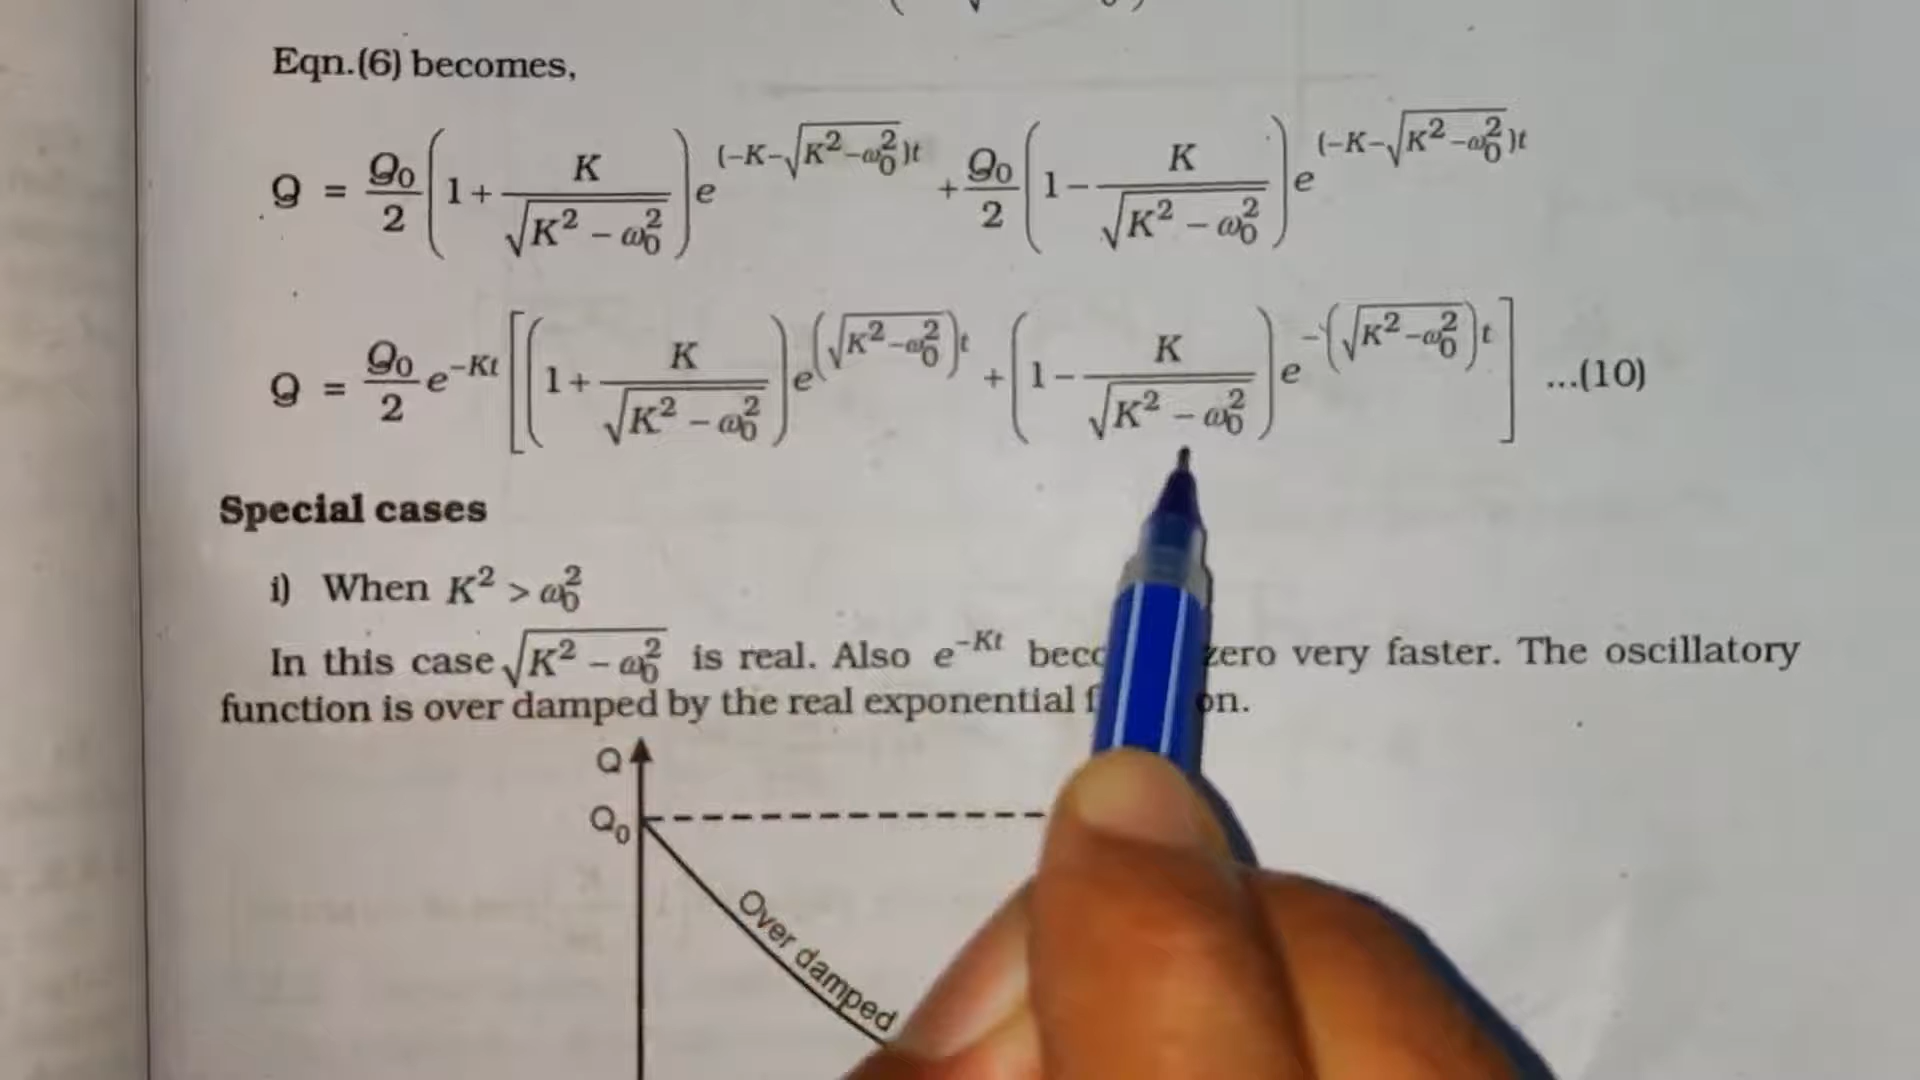 Eqn.(6) becomes,
Q = Q₀/2 (1 + K/√(K² – ω₀²)) e^((–K–√(K²–ω₀²))t) + Q₀/2 (1 – K/√(K² – ω₀²)) e^((–K–√(K²–ω₀²))t)
Q = Q₀/2 e^(–Kt) [(1 + K/√(K² – ω₀²)) e^((√(K²–ω₀²))t) + (1 – K/√(K² – ω₀²)) e^(–(√(K²–ω₀²))t)] ...(10)
Special cases
i) When K² > ω₀²
In this case √(K² – ω₀²) is real. Also e^(–Kt) zero very faster. The oscillatory
function is over damped by the real exponential
Q
Q₀
Over damped